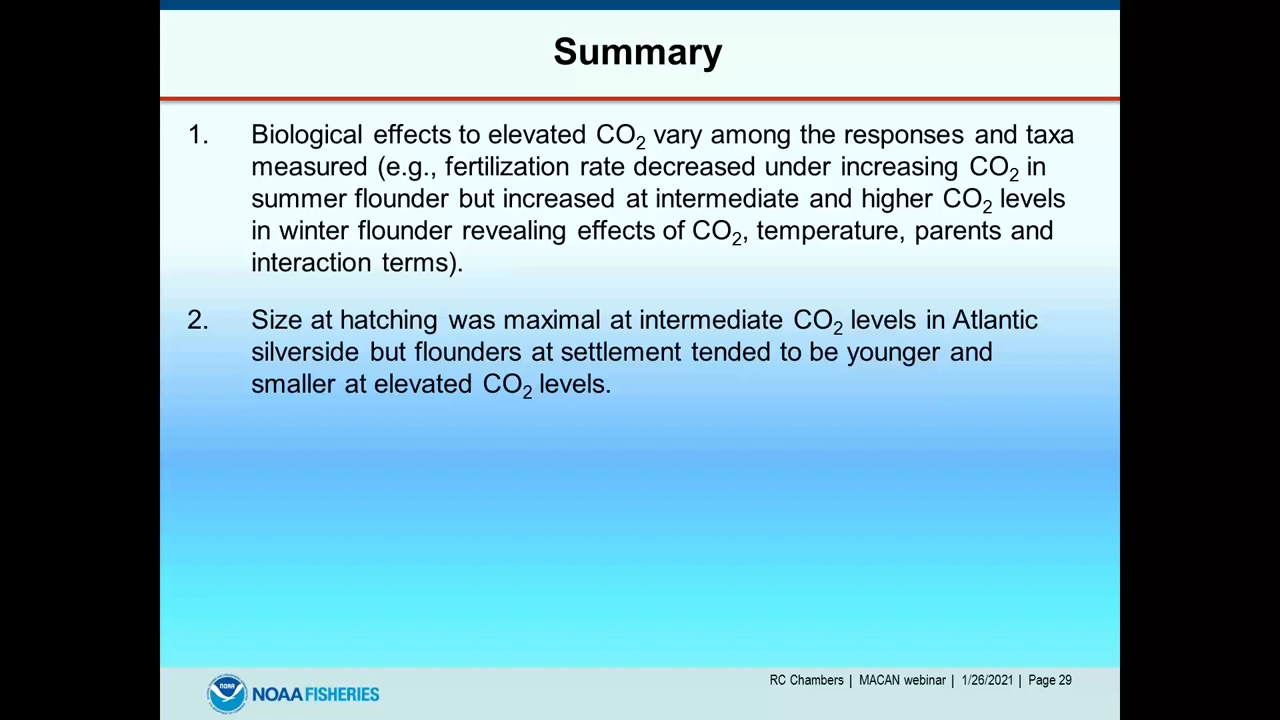 Summary
1. Biological effects to elevated CO₂ vary among the responses and taxa
measured (e.g., fertilization rate decreased under increasing CO₂ in
summer flounder but increased at intermediate and higher CO₂ levels
in winter flounder revealing effects of CO₂, temperature, parents and
interaction terms).
2. Size at hatching was maximal at intermediate CO₂ levels in Atlantic
silverside but flounders at settlement tended to be younger and
smaller at elevated CO₂ levels.
NOAA
NOAA FISHERIES
RC Chambers | MACAN webinar | 1/26/2021 | Page 29